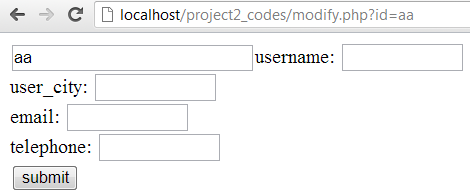 localhost/project2_codes/modify.php?id=aa
aa username:
user_city:
email:
telephone:
submit